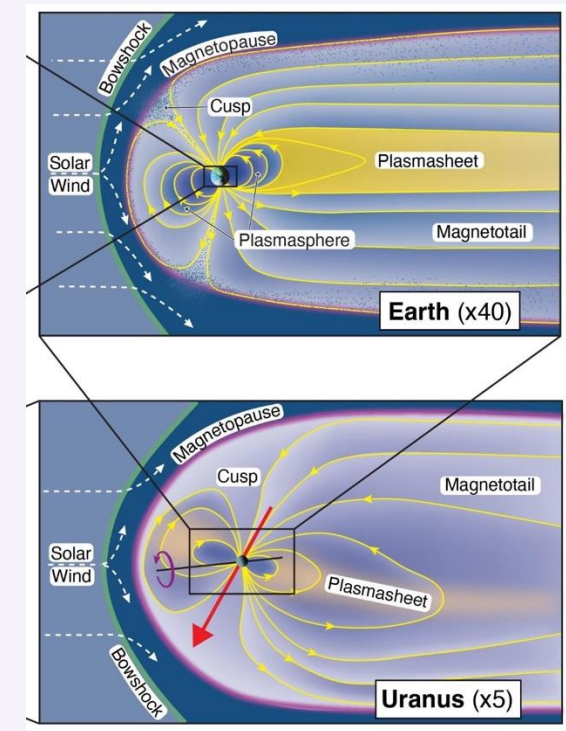 Bowshock
Magnetopause
Cusp
Solar
Wind
Plasmasheet
Plasmasphere
Magnetotail
Earth (x40)
Magnetopause
Cusp
Magnetotail
Solar
Wind
Plasmasheet
Bowshock
Uranus (x5)